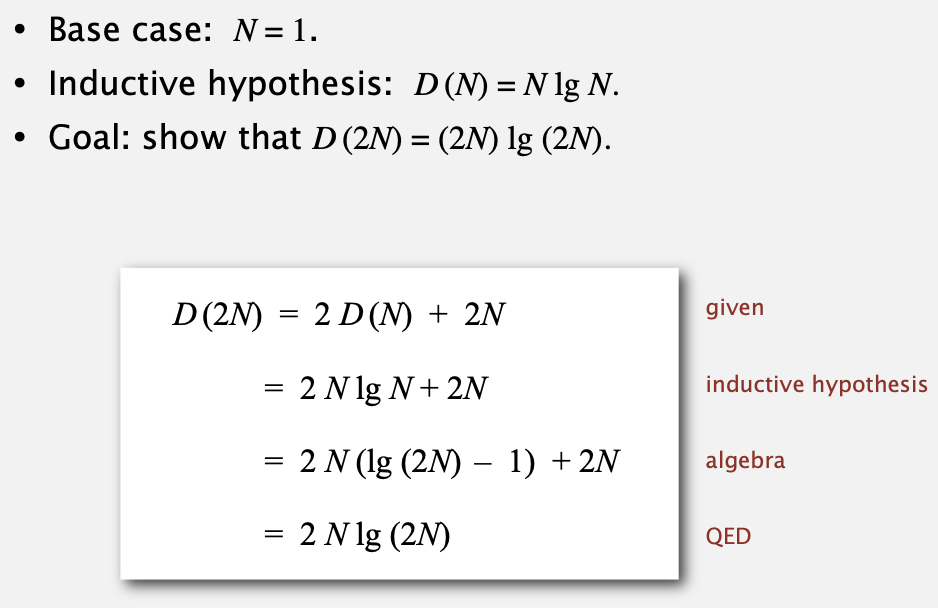 • Base case: N = 1.
• Inductive hypothesis: D (N) = N lg N.
• Goal: show that D (2N) = (2N) lg (2N).
D (2N) = 2 D (N) + 2N given
= 2 N lg N + 2N inductive hypothesis
= 2 N (lg (2N) – 1) + 2N algebra
= 2 N lg (2N) QED